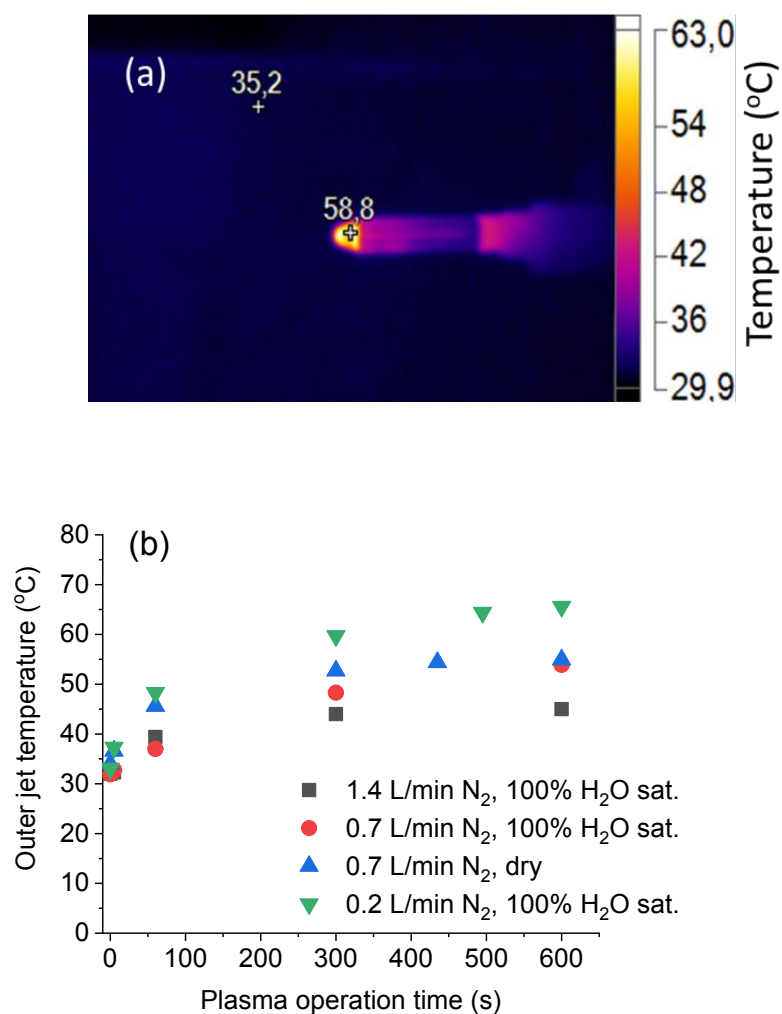 (a)
35,2
58,8
63,0
54
48
42
36
29,9
Temperature (°C)
(b)
80
70
60
50
40
30
20
10
0
Outer jet temperature (°C)
1.4 L/min N₂, 100% H₂O sat.
0.7 L/min N₂, 100% H₂O sat.
0.7 L/min N₂, dry
0.2 L/min N₂, 100% H₂O sat.
0 100 200 300 400 500 600
Plasma operation time (s)